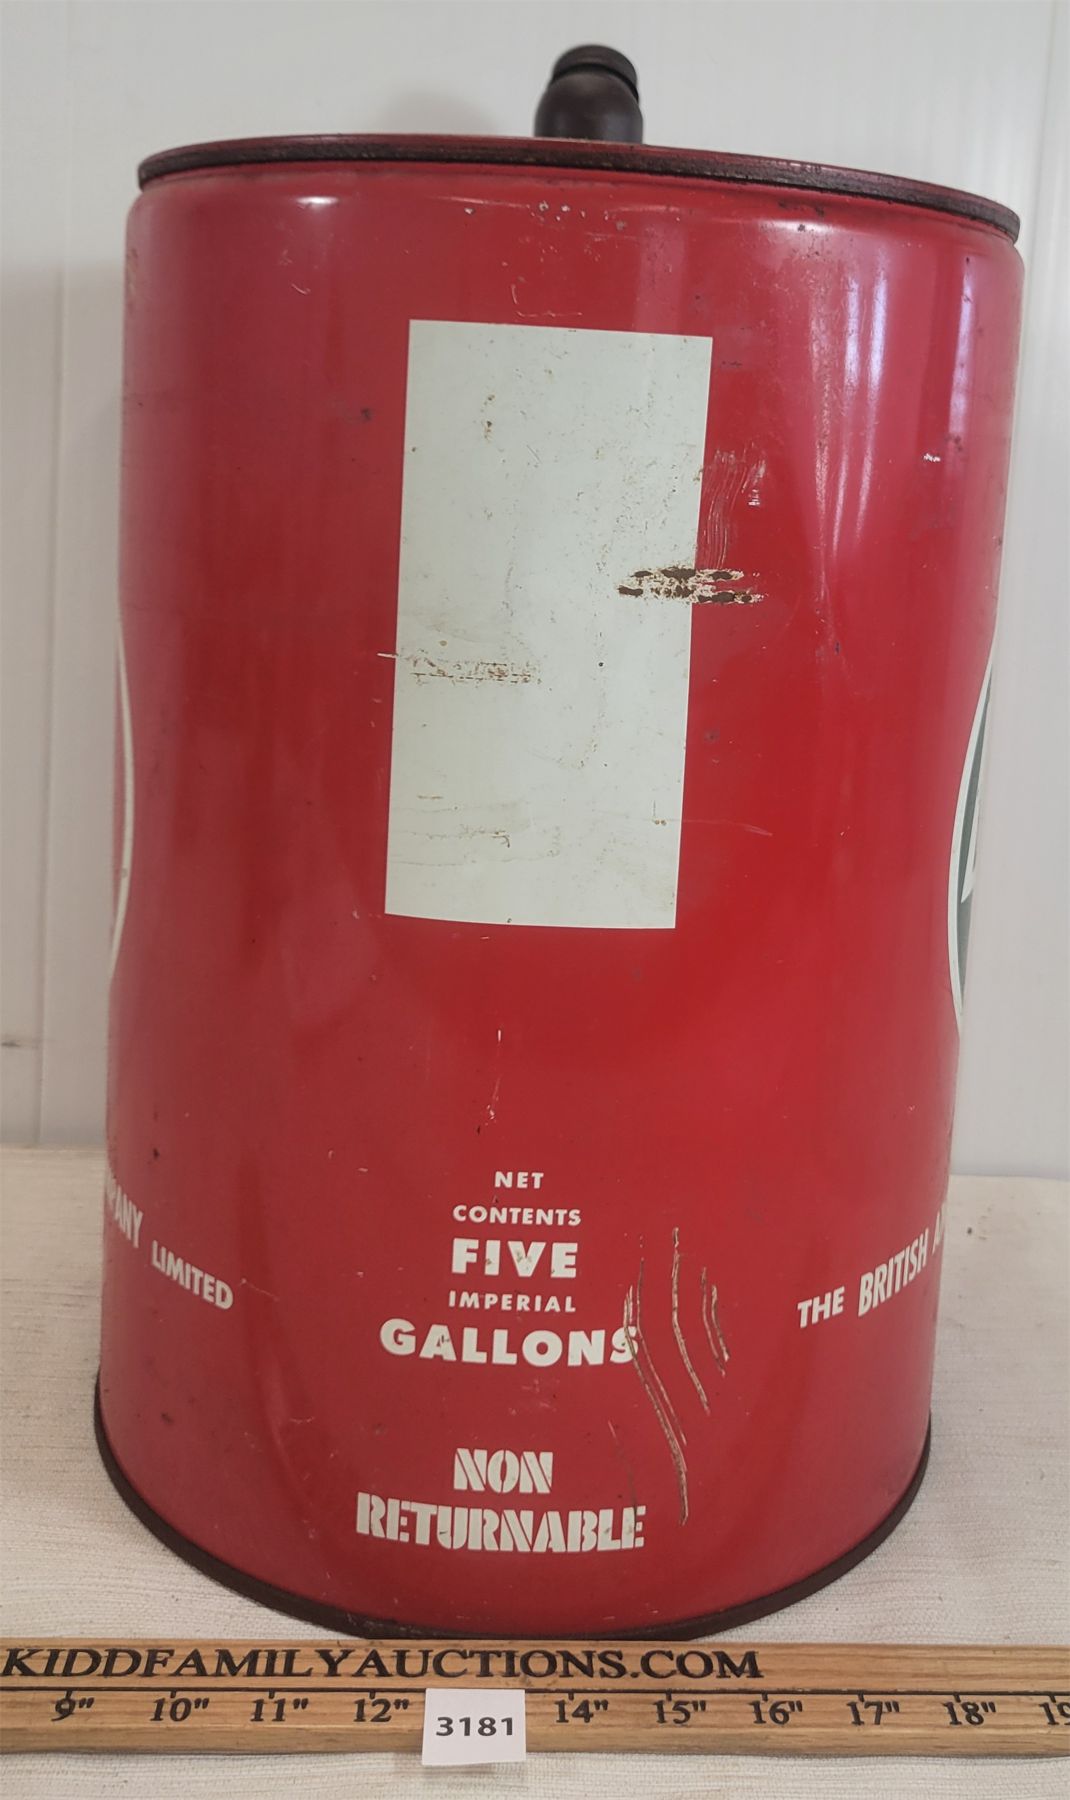 NET
CONTENTS
FIVE
IMPERIAL
GALLONS
NON
RETURNABLE
LIMITED
THE BRITISH
KIDDFAMILYAUCTIONS.COM
9" 10" 11" 12" 14" 15" 16" 17" 18" 19
3181